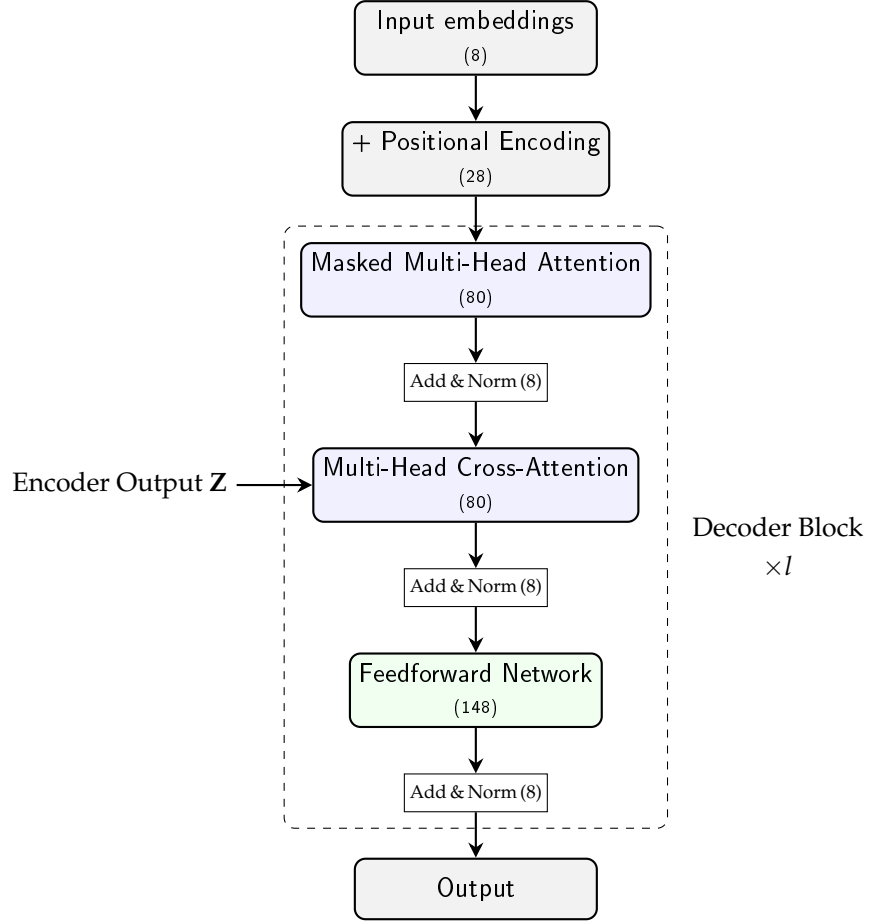 Input embeddings
(8)
+ Positional Encoding
(28)
Masked Multi-Head Attention
(80)
Add & Norm (8)
Multi-Head Cross-Attention
(80)
Encoder Output Z
Add & Norm (8)
Decoder Block
×l
Feedforward Network
(148)
Add & Norm (8)
Output